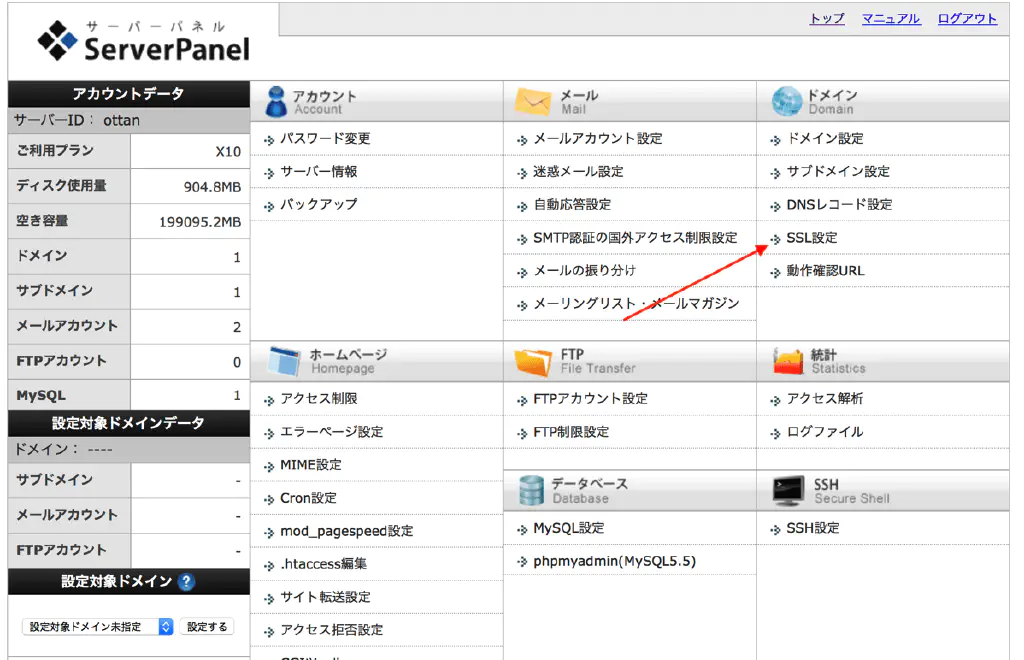 サーバーパネル
ServerPanel
トップ マニュアル ログアウト
アカウントデータ
サーバーID： ottan
ご利用プラン X10
ディスク使用量 904.8MB
空き容量 199095.2MB
ドメイン 1
サブドメイン 1
メールアカウント 2
FTPアカウント 0
MySQL 1
設定対象ドメインデータ
ドメイン： ----
サブドメイン -
メールアカウント -
FTPアカウント -
設定対象ドメイン ?
設定対象ドメイン未指定 設定する
アカウント
Account
パスワード変更
サーバー情報
バックアップ
メール
Mail
メールアカウント設定
迷惑メール設定
自動応答設定
SMTP認証の国外アクセス制限設定
メールの振り分け
メーリングリスト・メールマガジン
ドメイン
Domain
ドメイン設定
サブドメイン設定
DNSレコード設定
SSL設定
動作確認URL
ホームページ
Homepage
アクセス制限
エラーページ設定
MIME設定
Cron設定
mod_pagespeed設定
.htaccess編集
サイト転送設定
アクセス拒否設定
FTP
File Transfer
FTPアカウント設定
FTP制限設定
データベース
Database
MySQL設定
phpmyadmin(MySQL5.5)
統計
Statistics
アクセス解析
ログファイル
SSH
Secure Shell
SSH設定